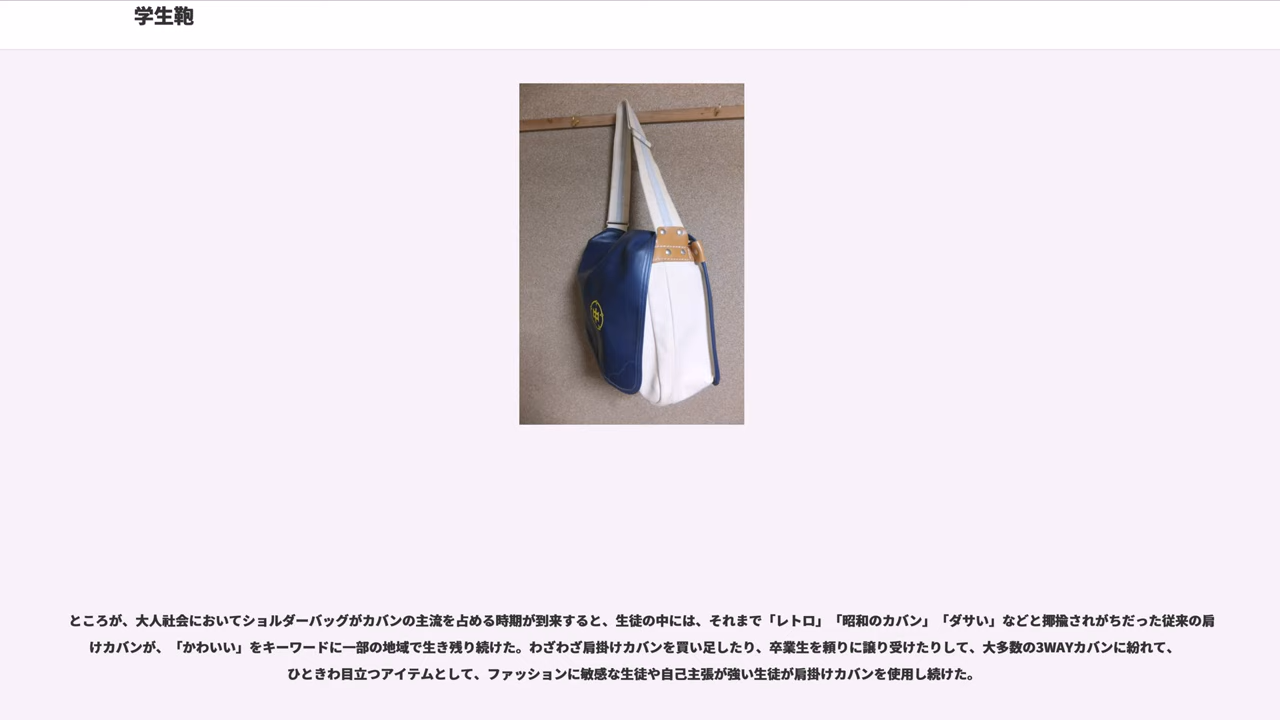 学生鞄
ところが、大人社会においてショルダーバッグがカバンの主流を占める時期が到来すると、生徒の中には、それまで「レトロ」「昭和のカバン」「ダサい」などと揶揄されがちだった従来の肩
けカバンが、「かわいい」をキーワードに一部の地域で生き残り続けた。わざわざ肩掛けカバンを買い足したり、卒業生を頼りに譲り受けたりして、大多数の3WAYカバンに紛れて、
ひときわ目立つアイテムとして、ファッションに敏感な生徒や自己主張が強い生徒が肩掛けカバンを使用し続けた。